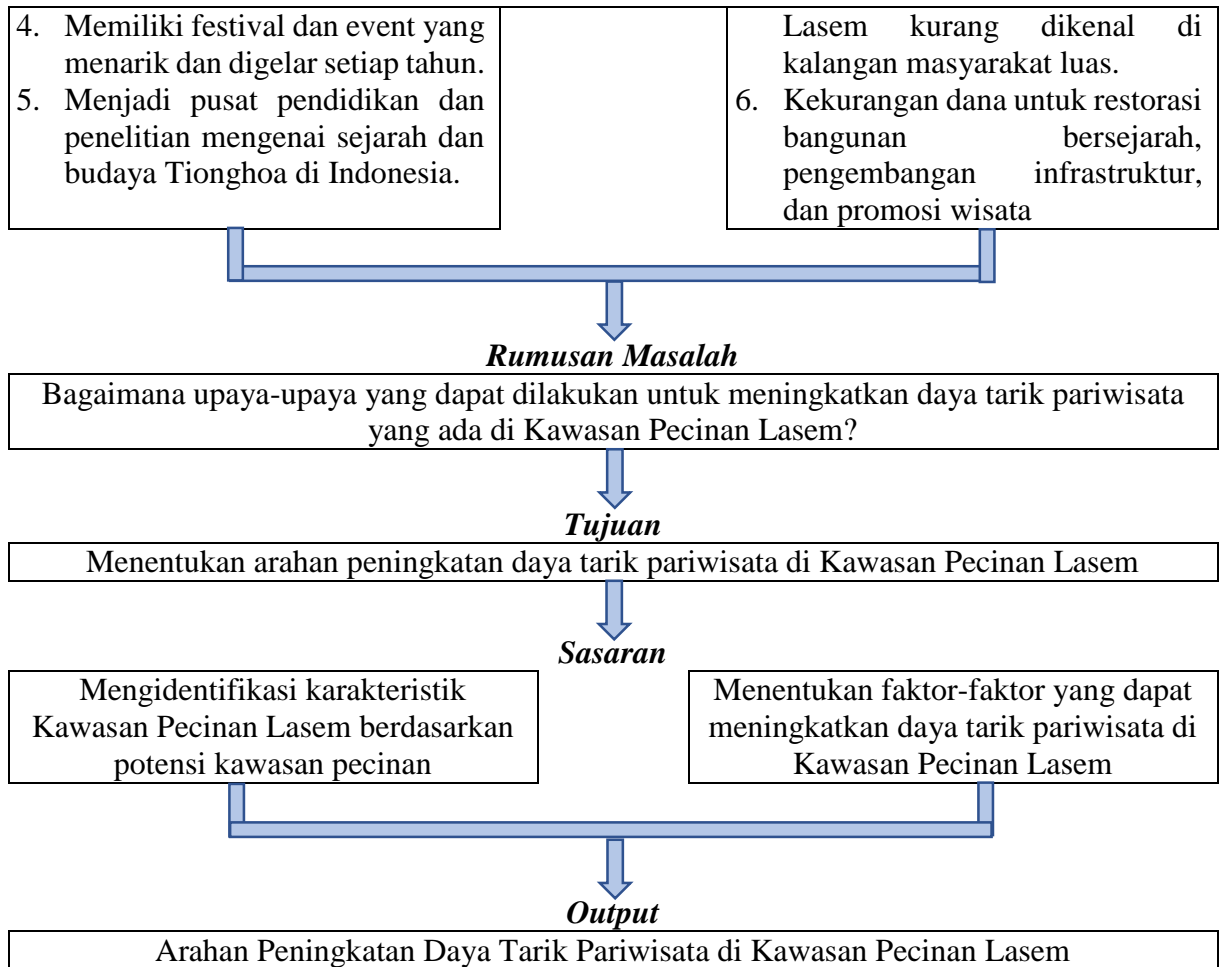 4. Memiliki festival dan event yang
menarik dan digelar setiap tahun.
5. Menjadi pusat pendidikan dan
penelitian mengenai sejarah dan
budaya Tionghoa di Indonesia.
Lasem kurang dikenal di
kalangan masyarakat luas.
6. Kekurangan dana untuk restorasi
bangunan bersejarah,
pengembangan infrastruktur,
dan promosi wisata
Rumusan Masalah
Bagaimana upaya-upaya yang dapat dilakukan untuk meningkatkan daya tarik pariwisata
yang ada di Kawasan Pecinan Lasem?
Tujuan
Menentukan arahan peningkatan daya tarik pariwisata di Kawasan Pecinan Lasem
Sasaran
Mengidentifikasi karakteristik
Kawasan Pecinan Lasem berdasarkan
potensi kawasan pecinan
Menentukan faktor-faktor yang dapat
meningkatkan daya tarik pariwisata di
Kawasan Pecinan Lasem
Output
Arahan Peningkatan Daya Tarik Pariwisata di Kawasan Pecinan Lasem